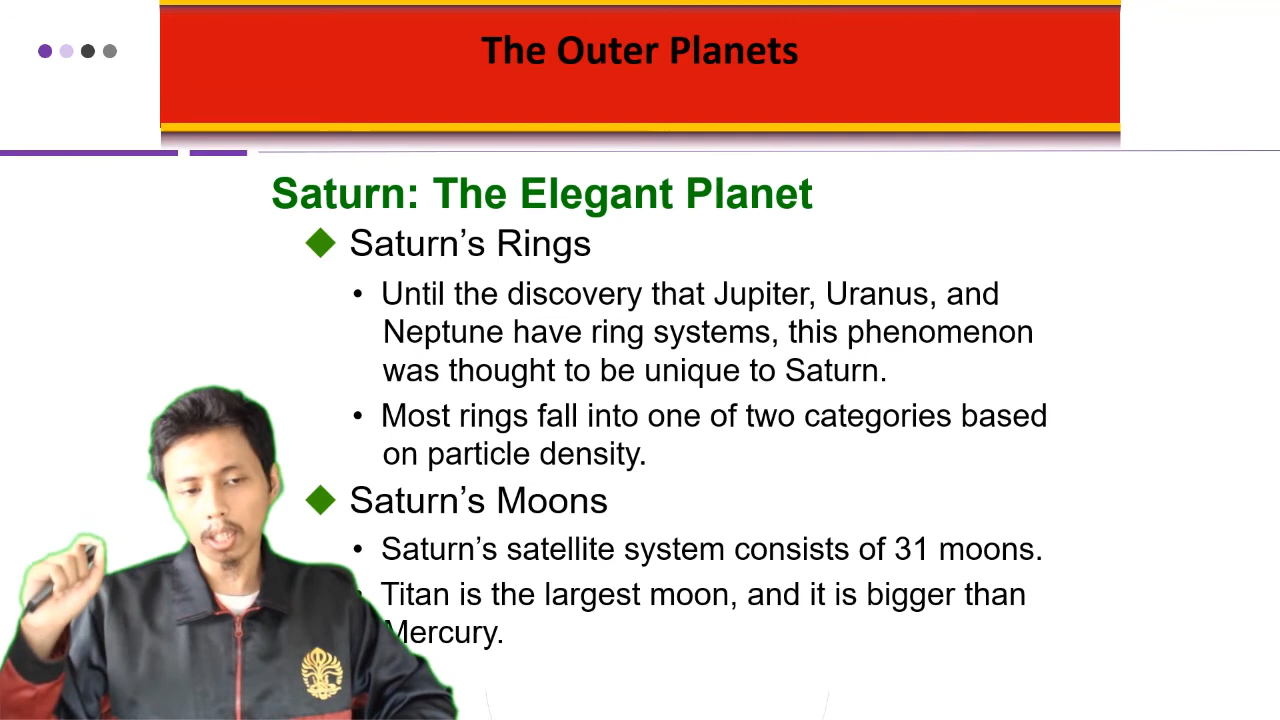 The Outer Planets
Saturn: The Elegant Planet
Saturn’s Rings
• Until the discovery that Jupiter, Uranus, and
Neptune have ring systems, this phenomenon
was thought to be unique to Saturn.
• Most rings fall into one of two categories based
on particle density.
Saturn’s Moons
• Saturn’s satellite system consists of 31 moons.
Titan is the largest moon, and it is bigger than
Mercury.